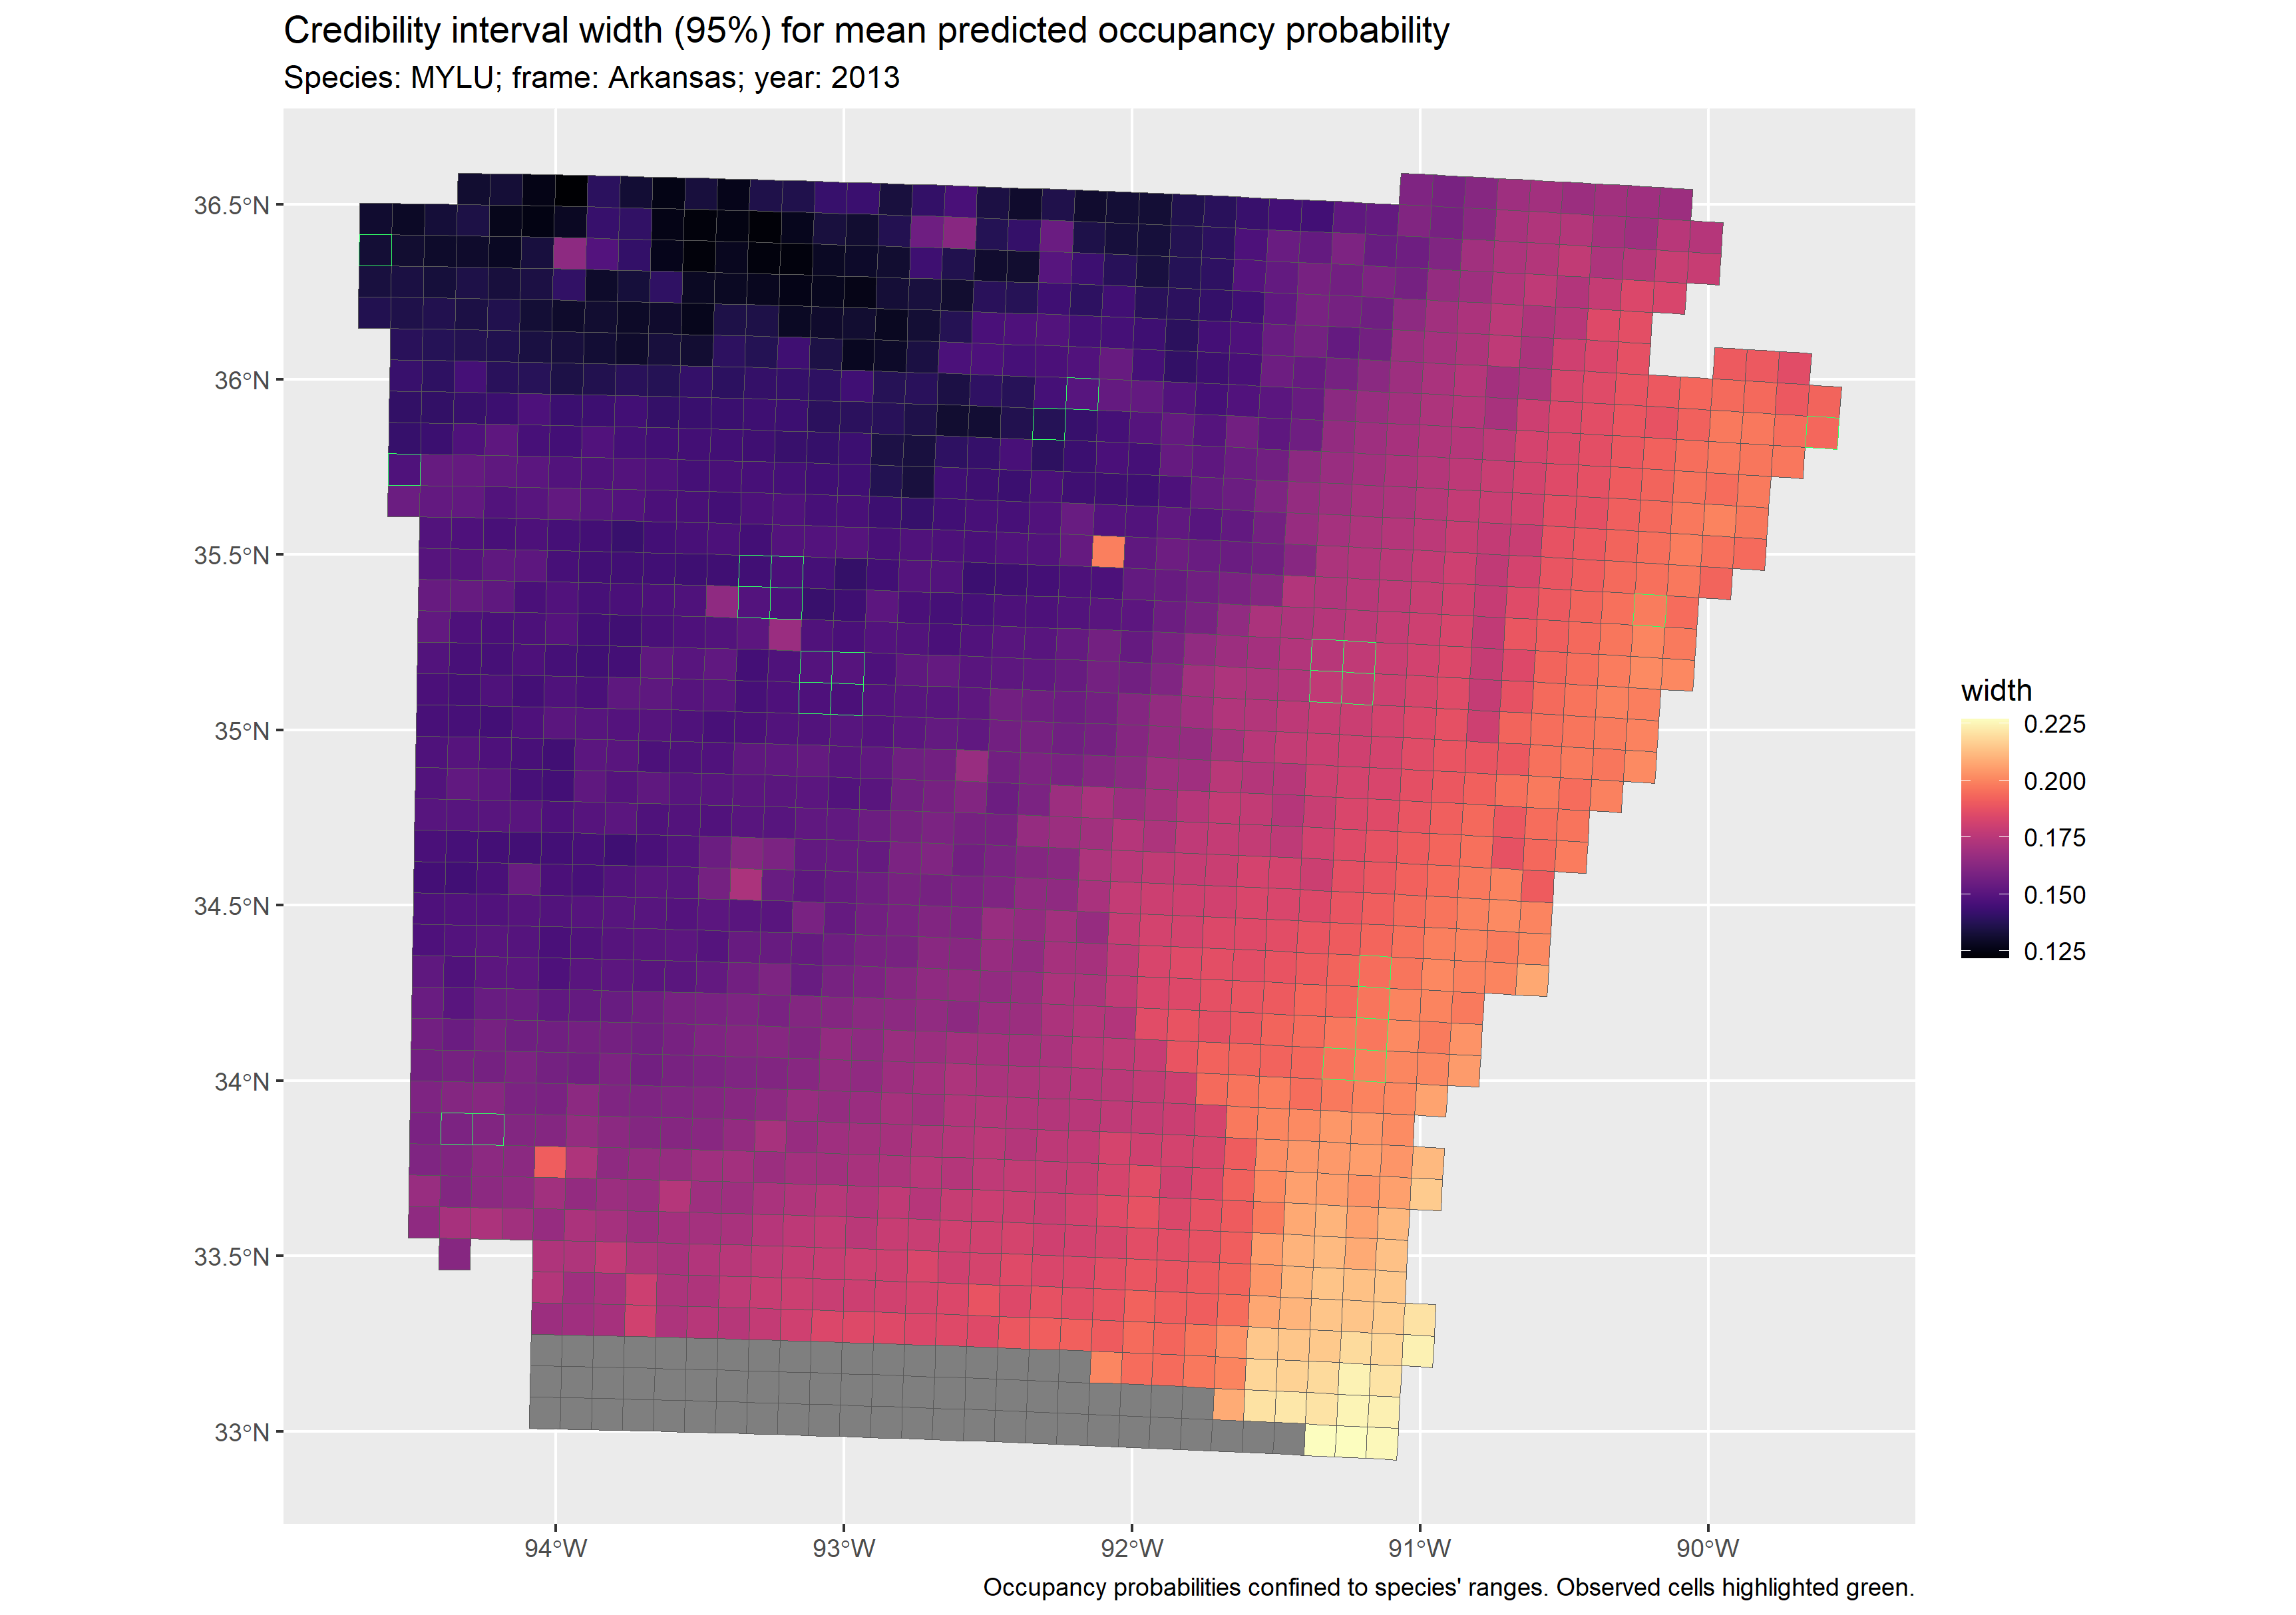 Credibility interval width (95%) for mean predicted occupancy probability
Species: MYLU; frame: Arkansas; year: 2013
36.5°N
36°N
35.5°N
35°N
34.5°N
34°N
33.5°N
33°N
94°W
93°W
92°W
91°W
90°W
width
0.225
0.200
0.175
0.150
0.125
Occupancy probabilities confined to species' ranges. Observed cells highlighted green.